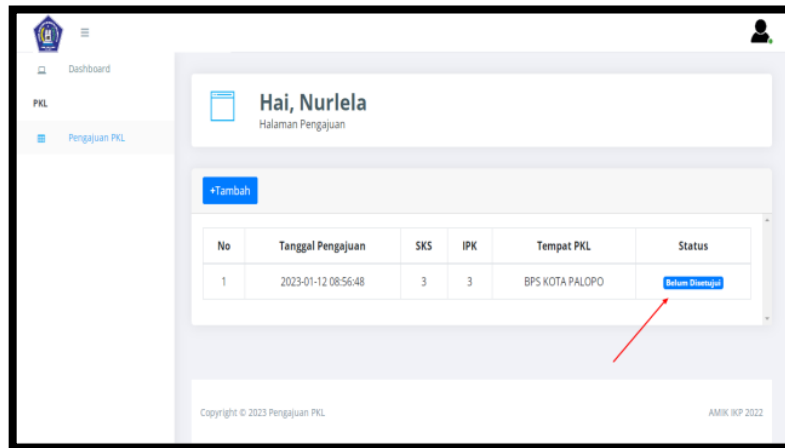 Dashboard
PKL
Pengajuan PKL
Hai, Nurlela
Halaman Pengajuan
+Tambah
No Tanggal Pengajuan SKS IPK Tempat PKL Status
1 2023-01-12 08:56:48 3 3 BPS KOTA PALOPO Belum Disetujui
Copyright © 2023 Pengajuan PKL AMIK IKP 2022